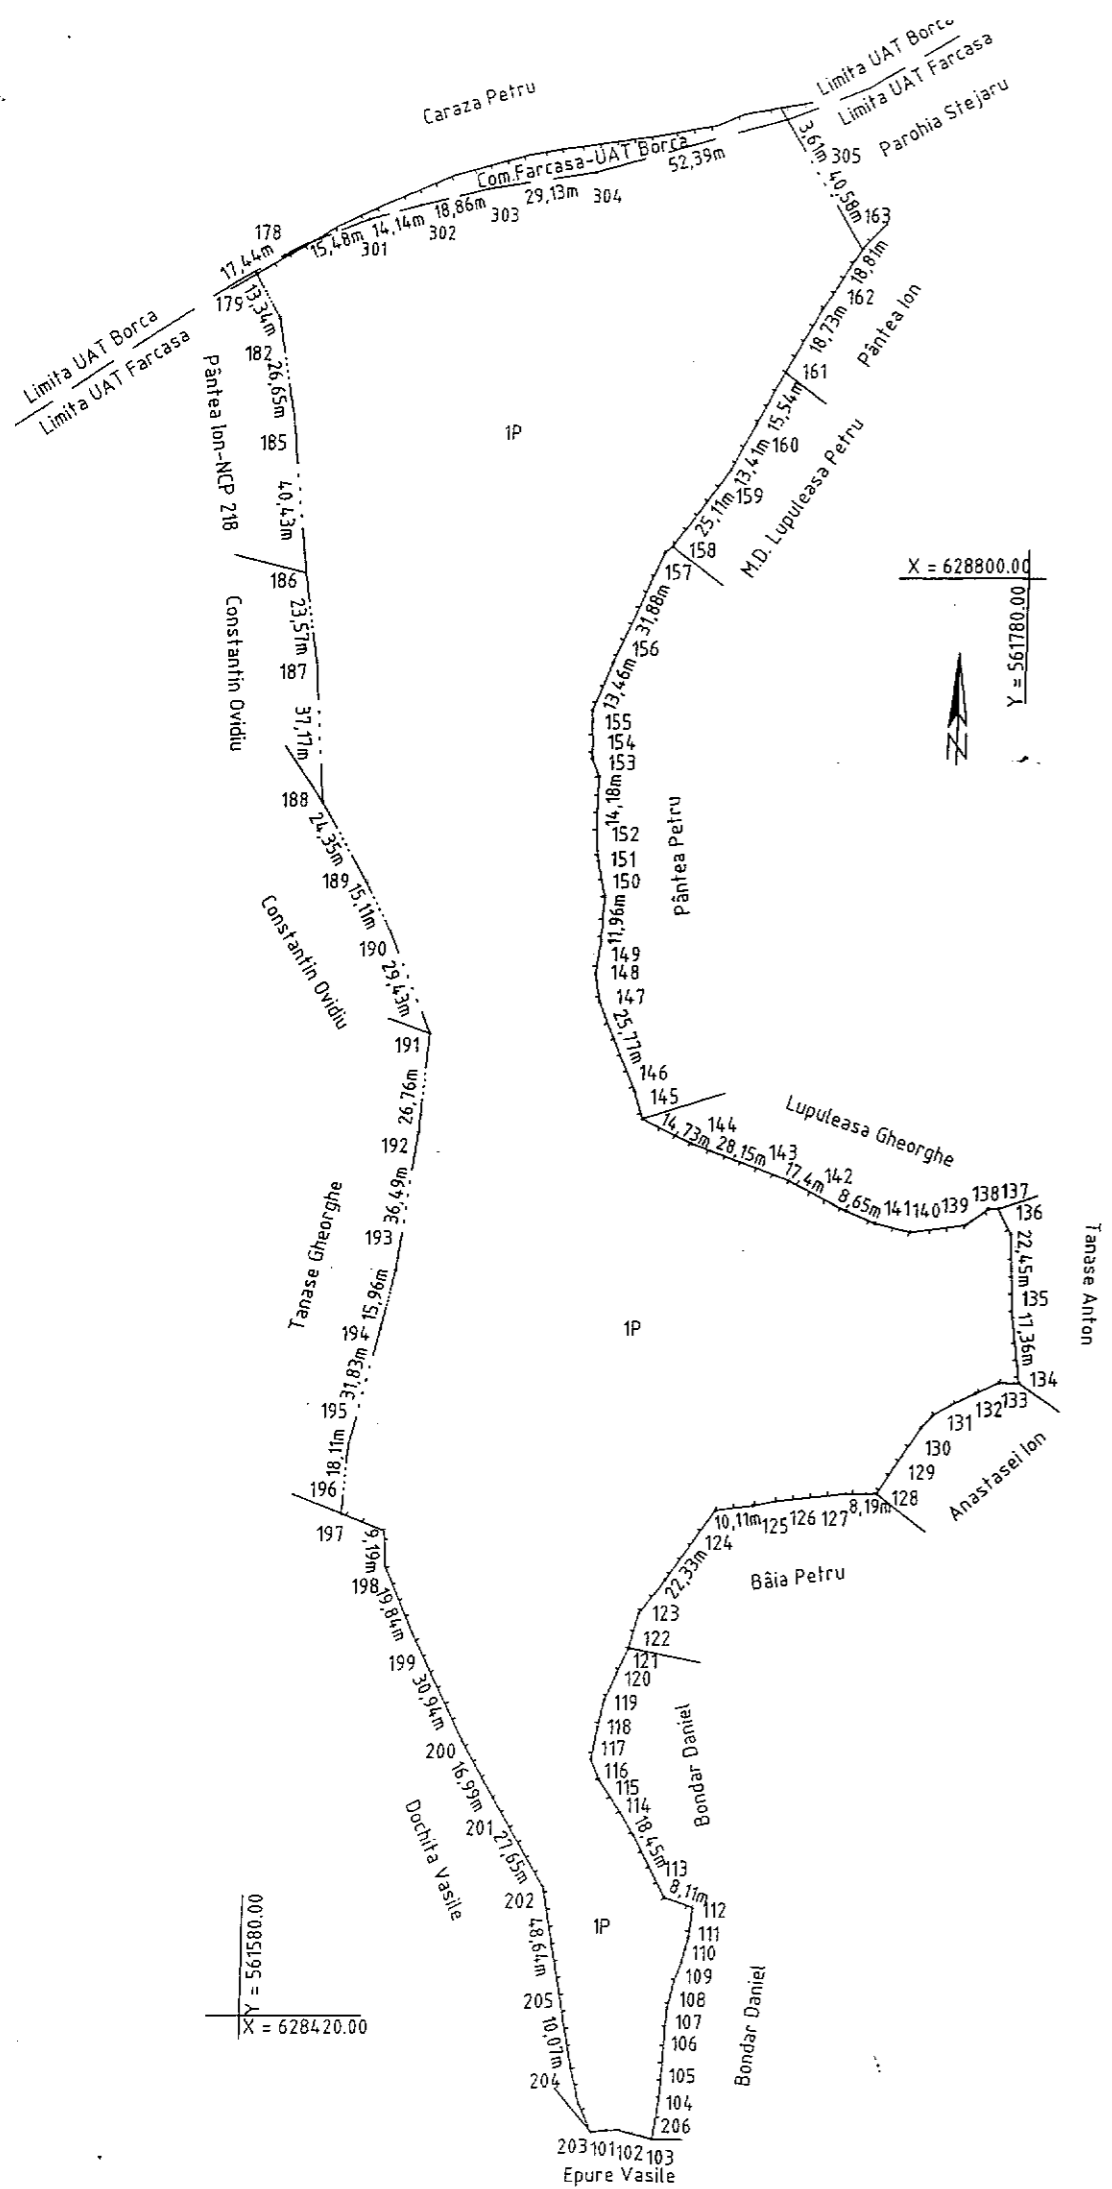 Limita UAT Borca
Limita UAT Farcasa
Parohia Stejaru
Caraza Petru
Com.Farcasa-UAT Borca
52,39m
3,61m
305
40,58m
163
29,13m
304
18,86m
303
14,14m
302
15,48m
301
178
17,44m
179
13,34m
18,81m
162
18,73m
Pântea Ion
161
Limita UAT Borca
Limita UAT Farcasa
182
26,65m
185
Pântea Ion-NCP 218
40,43m
1P
15,54m
160
13,41m
159
25,11m
158
157
M.D. Lupuleasa Petru
186
X = 628800.00
Y = 561780.00
23,57m
187
Constantin Ovidiu
37,17m
31,88m
156
13,46m
155
154
153
188
24,35m
14,18m
152
151
150
Pântea Petru
189
15,11m
190
Constantin Ovidiu
29,43m
11,96m
149
148
147
191
25,77m
146
145
26,76m
192
144
14,73m
28,15m
143
17,4m
142
8,65m
141
140
139
138
137
136
Lupuleasa Gheorghe
36,49m
193
Tanase Gheorghe
15,96m
194
31,83m
195
18,11m
196
197
1P
22,45m
135
17,36m
134
Tanase Anton
133
132
131
130
129
128
Anastasei Ion
8,19m
127
126
125
10,11m
124
Bâia Petru
22,33m
123
122
121
120
119
118
117
116
115
114
Bondar Daniel
9,19m
198
19,84m
199
30,94m
200
16,99m
201
27,65m
202
Dochita Vasile
18,45m
113
8,11m
112
111
110
109
108
107
106
105
104
206
Bondar Daniel
1P
48,64m
205
10,07m
204
Y = 561580.00
X = 628420.00
203
101
102
103
Epure Vasile